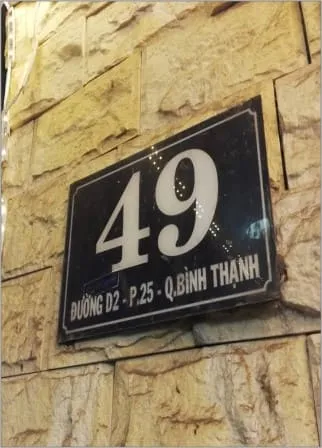 49
ĐƯỜNG D2 - P.25 - Q.BÌNH THẠNH